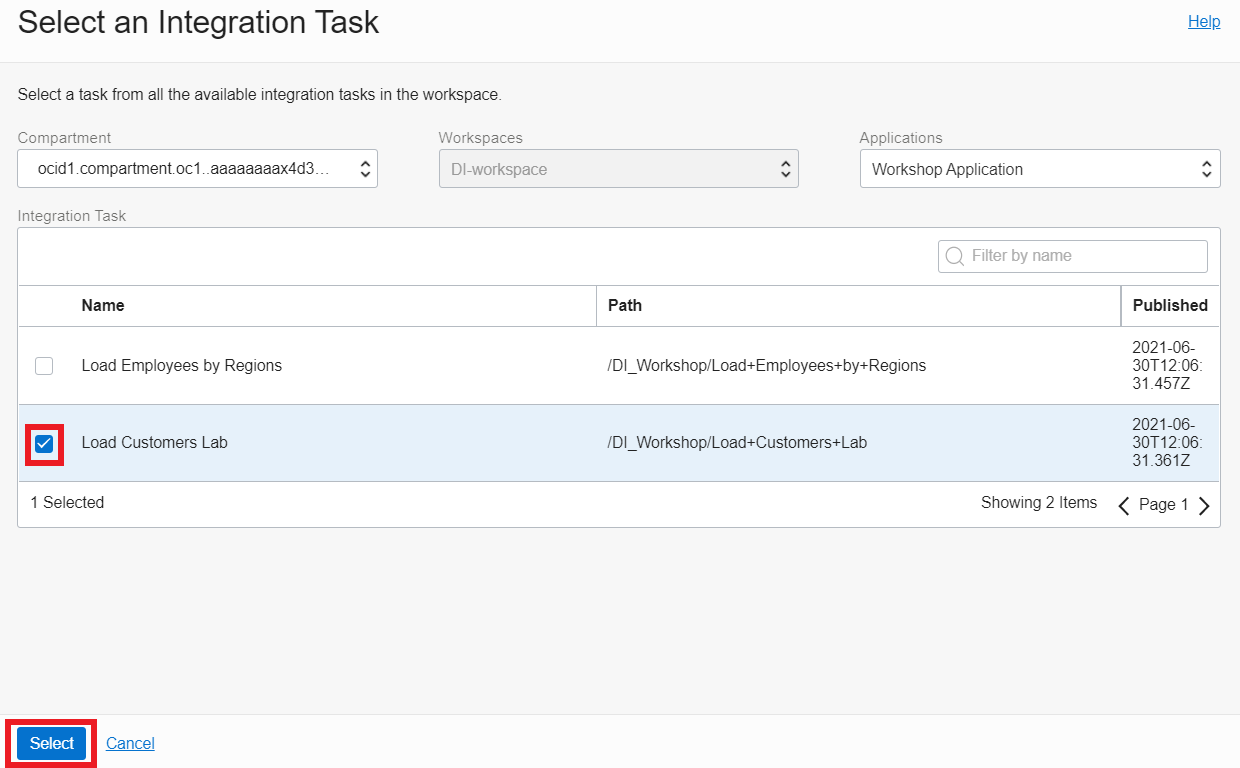 Select an Integration Task
Help
Select a task from all the available integration tasks in the workspace.
Compartment
Workspaces
Applications
ocid1.compartment.oc1..aaaaaaaax4d3…
DI-workspace
Workshop Application
Integration Task
Filter by name
Name
Path
Published
Load Employees by Regions
/DI_Workshop/Load+Employees+by+Regions
2021-06-
30T12:06:
31.457Z
Load Customers Lab
/DI_Workshop/Load+Customers+Lab
2021-06-
30T12:06:
31.361Z
1 Selected
Showing 2 Items
Page 1
Select
Cancel